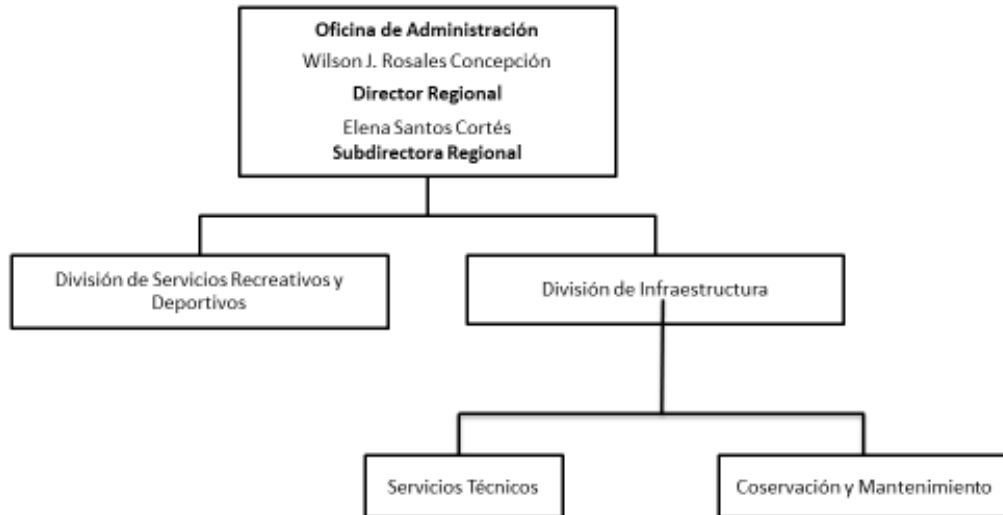 Oficina de Administración
Wilson J. Rosales Concepción
Director Regional
Elena Santos Cortés
Subdirectora Regional
División de Servicios Recreativos y
Deportivos
División de Infraestructura
Servicios Técnicos
Coservación y Mantenimiento